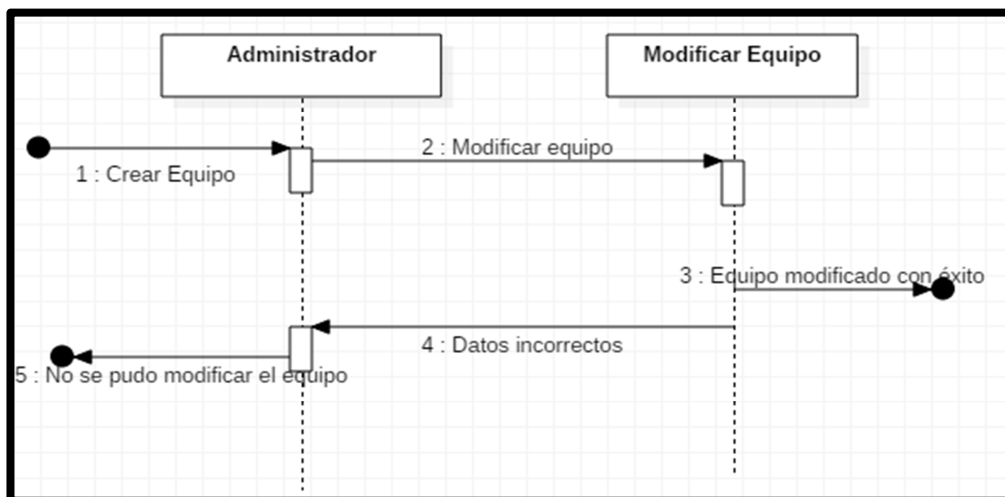 Administrador
Modificar Equipo
1 : Crear Equipo
2 : Modificar equipo
3 : Equipo modificado con éxito
4 : Datos incorrectos
5 : No se pudo modificar el equipo